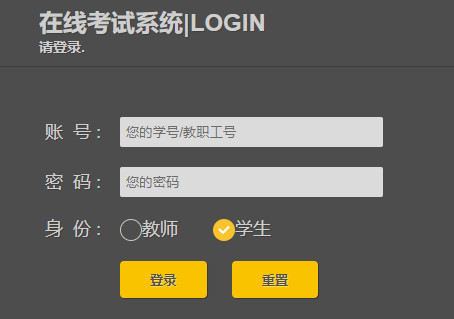 在线考试系统|LOGIN
请登录.
账 号： 您的学号/教职工号
密 码： 您的密码
身 份： 教师 学生
登录 重置